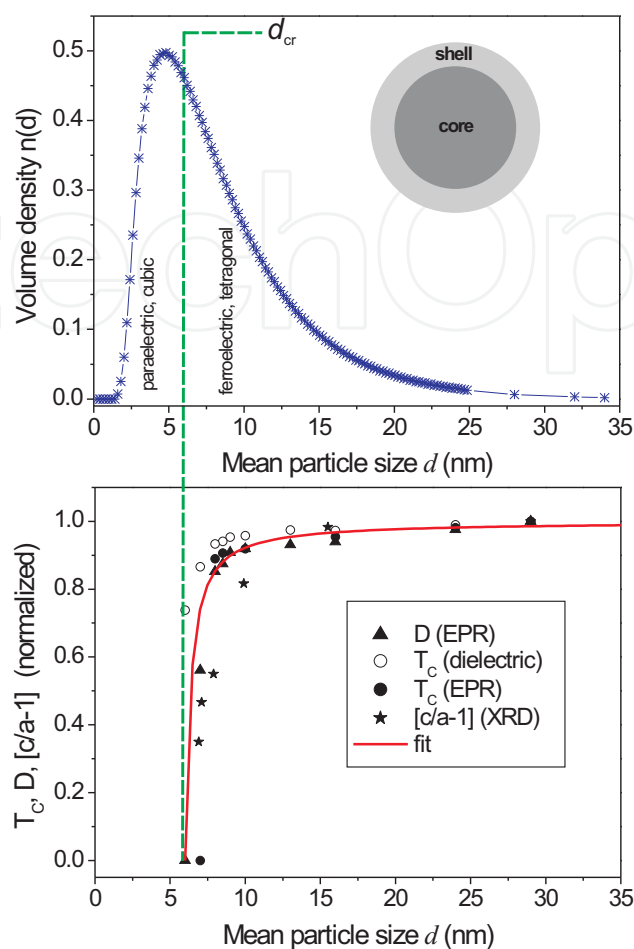 d_cr
shell
core
Volume density n(d)
0.5
0.4
0.3
0.2
0.1
0.0
paraelectric, cubic
ferroelectric, tetragonal
0 5 10 15 20 25 30 35
Mean particle size d (nm)
T_C, D, [c/a-1] (normalized)
1.0
0.8
0.6
0.4
0.2
0.0
D (EPR)
T_C (dielectric)
T_C (EPR)
[c/a-1] (XRD)
fit
0 5 10 15 20 25 30 35
Mean particle size d (nm)